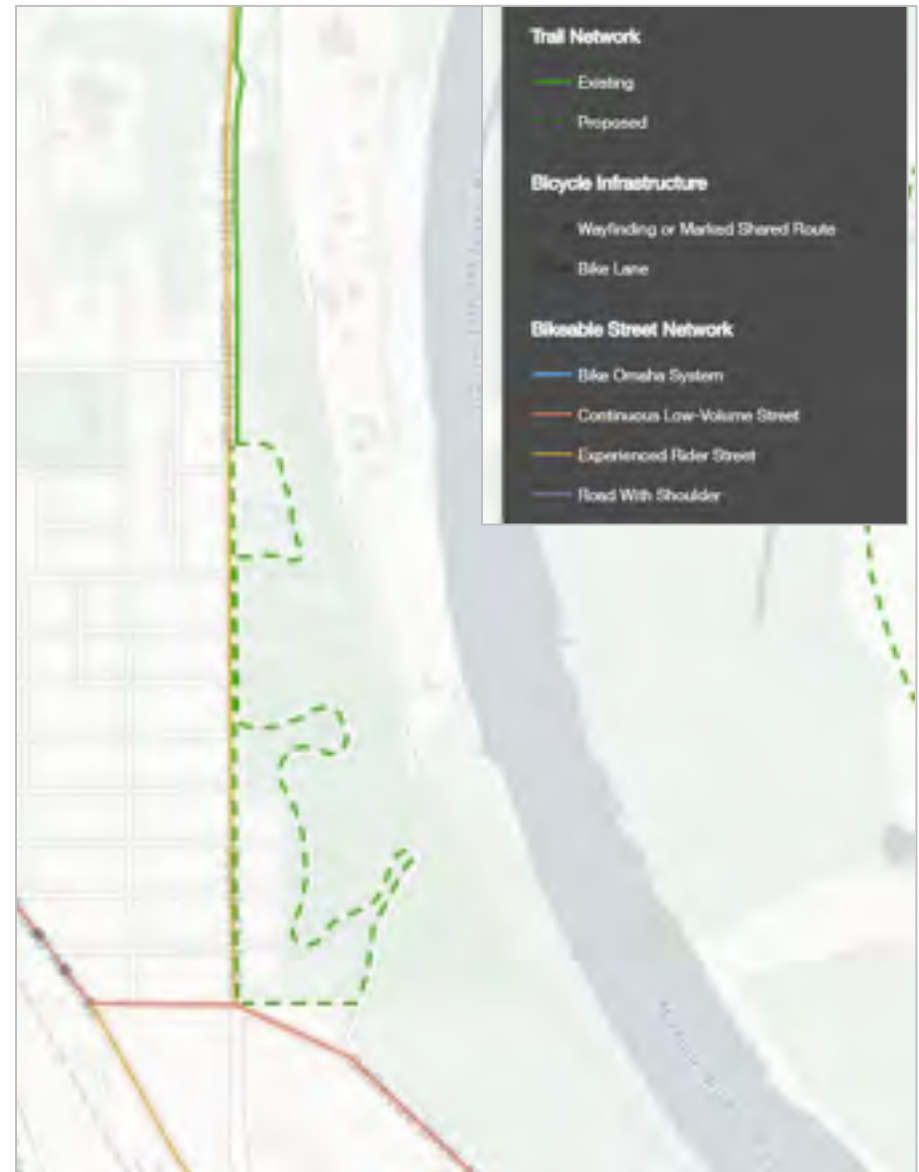 Trail Network
Existing
Proposed
Bicycle Infrastructure
Wayfinding or Marked Shared Route
Bike Lane
Bikeable Street Network
Bike Omaha System
Continuous Low-Volume Street
Experienced Rider Street
Road With Shoulder